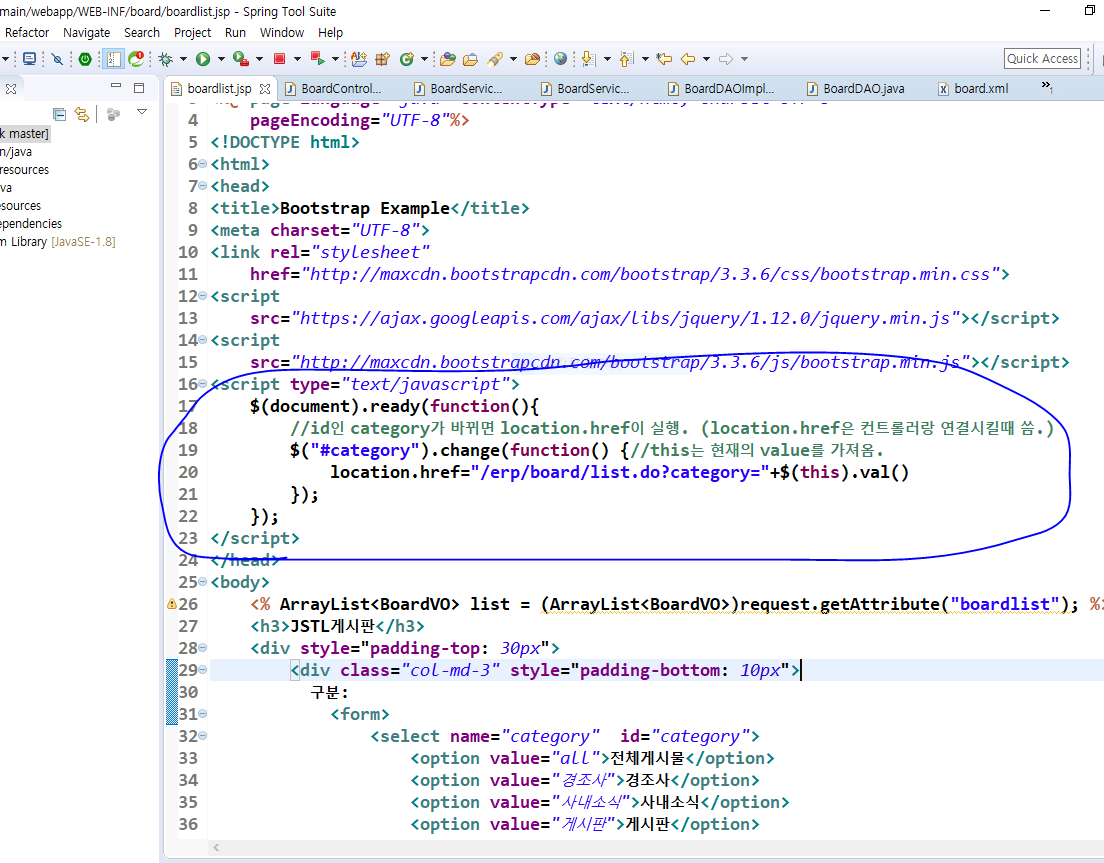 main/webapp/WEB-INF/board/boardlist.jsp - Spring Tool Suite
Refactor Navigate Search Project Run Window Help
Quick Access
boardlist.jsp BoardControl... BoardServic... BoardServic... BoardDAOImpl... BoardDAO.java board.xml »1
k master]
n/java
resources
va
sources
ependencies
m Library [JavaSE-1.8]
4 pageEncoding="UTF-8"%>
5 <!DOCTYPE html>
6 <html>
7 <head>
8 <title>Bootstrap Example</title>
9 <meta charset="UTF-8">
10 <link rel="stylesheet"
11 href="http://maxcdn.bootstrapcdn.com/bootstrap/3.3.6/css/bootstrap.min.css">
12 <script
13 src="https://ajax.googleapis.com/ajax/libs/jquery/1.12.0/jquery.min.js"></script>
14 <script
15 src="http://maxcdn.bootstrapcdn.com/bootstrap/3.3.6/js/bootstrap.min.js"></script>
16 <script type="text/javascript">
17 $(document).ready(function(){
18 //id인 category가 바뀌면 location.href이 실행. (location.href은 컨트롤러랑 연결시킬때 씀.)
19 $("#category").change(function() {//this는 현재의 value를 가져옴.
20 location.href="/erp/board/list.do?category="+$(this).val()
21 });
22 });
23 </script>
24 </head>
25 <body>
26 <% ArrayList<BoardVO> list = (ArrayList<BoardVO>)request.getAttribute("boardlist"); %>
27 <h3>JSTL게시판</h3>
28 <div style="padding-top: 30px">
29 <div class="col-md-3" style="padding-bottom: 10px">
30 구분:
31 <form>
32 <select name="category" id="category">
33 <option value="all">전체게시물</option>
34 <option value="경조사">경조사</option>
35 <option value="사내소식">사내소식</option>
36 <option value="게시판">게시판</option>